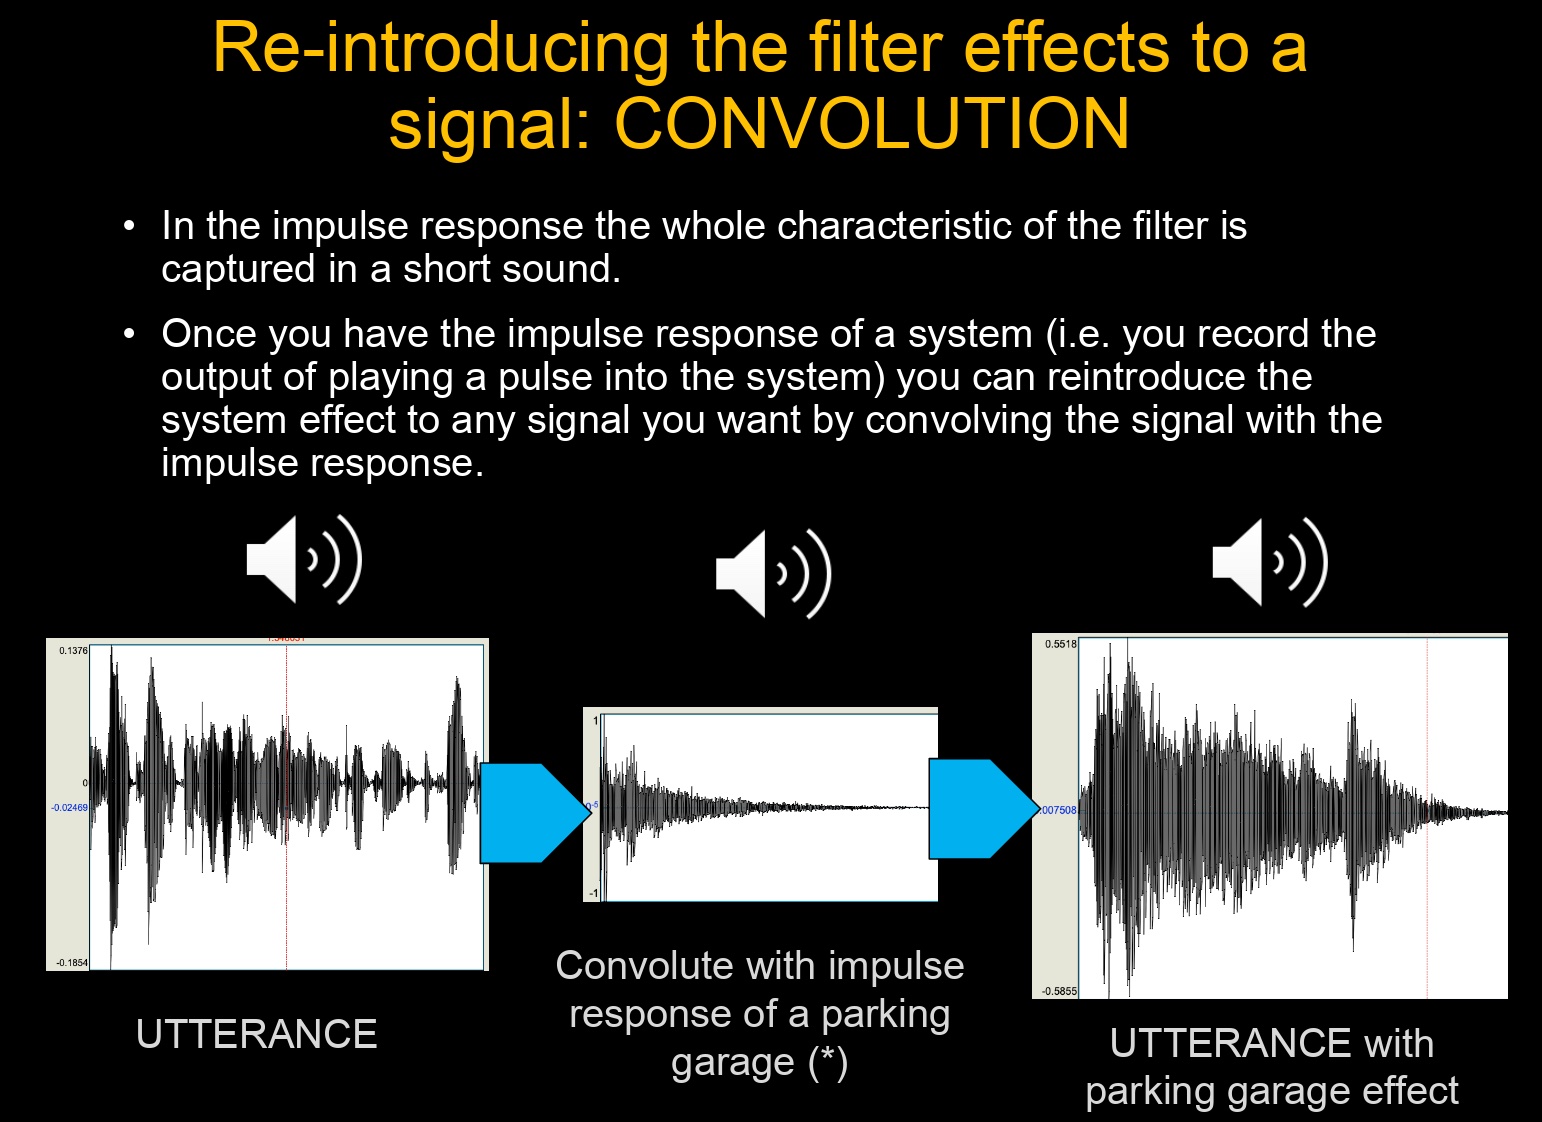 Re-introducing the filter effects to a
signal: CONVOLUTION
• In the impulse response the whole characteristic of the filter is
captured in a short sound.
• Once you have the impulse response of a system (i.e. you record the
output of playing a pulse into the system) you can reintroduce the
system effect to any signal you want by convolving the signal with the
impulse response.
0.1376
0
-0.02469
-0.1854
1
-1
0.5518
.007508
-0.5855
UTTERANCE
Convolute with impulse
response of a parking
garage (*)
UTTERANCE with
parking garage effect